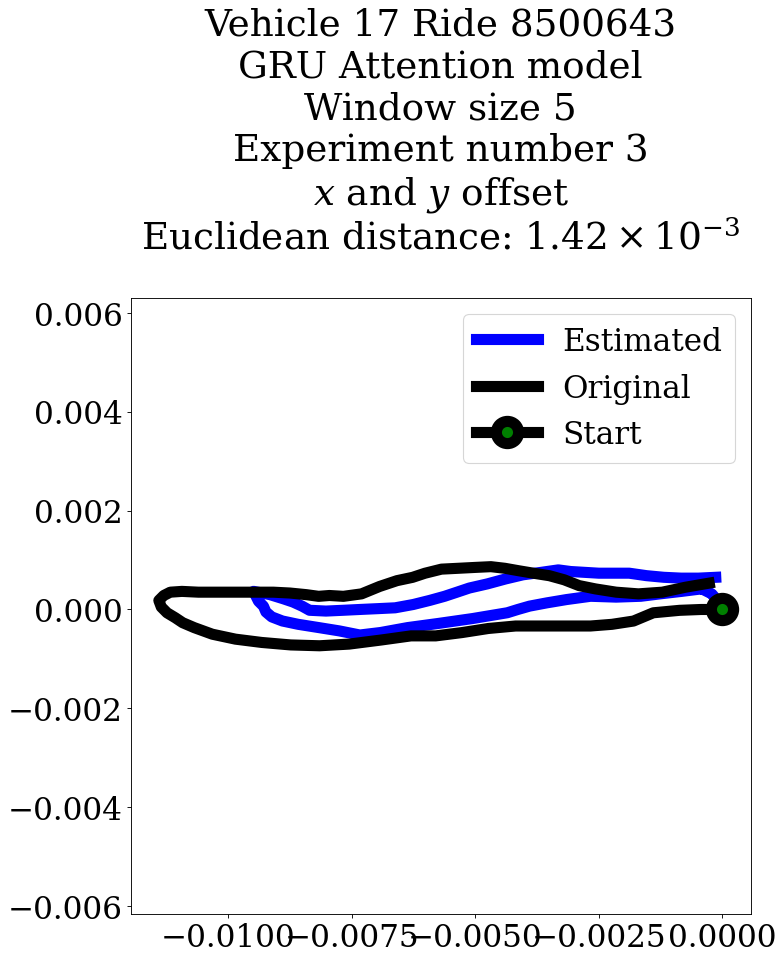 Vehicle 17 Ride 8500643
GRU Attention model
Window size 5
Experiment number 3
x and y offset
Euclidean distance: 1.42 × 10⁻³
Estimated
Original
Start
0.006
0.004
0.002
0.000
−0.002
−0.004
−0.006
−0.0100 −0.0075 −0.0050 −0.0025 0.0000